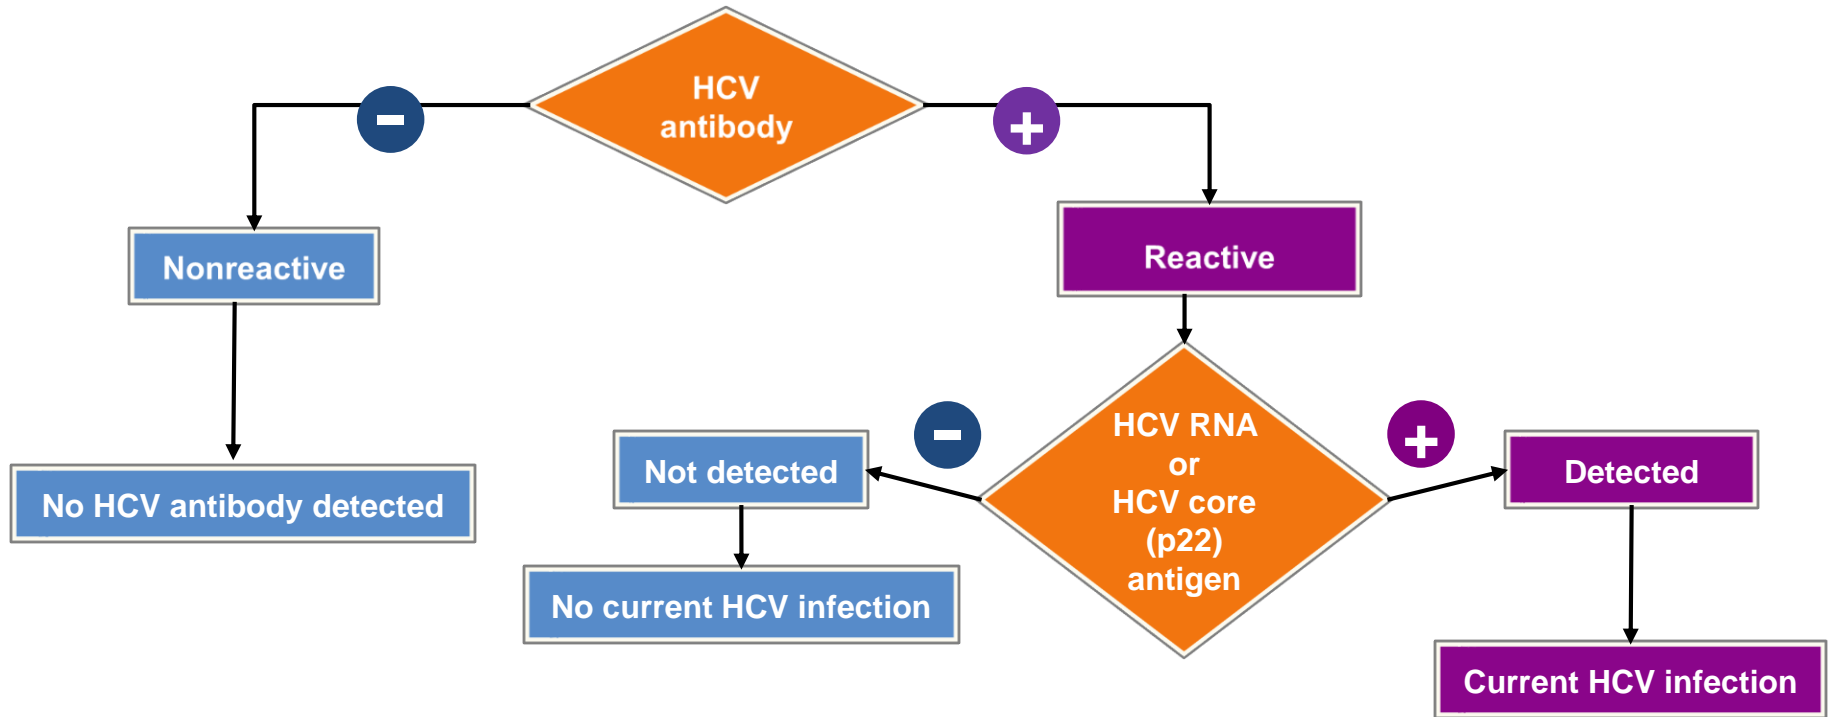 HCV
antibody
−
+
Nonreactive
Reactive
No HCV antibody detected
HCV RNA
or
HCV core
(p22)
antigen
−
+
Not detected
Detected
No current HCV infection
Current HCV infection